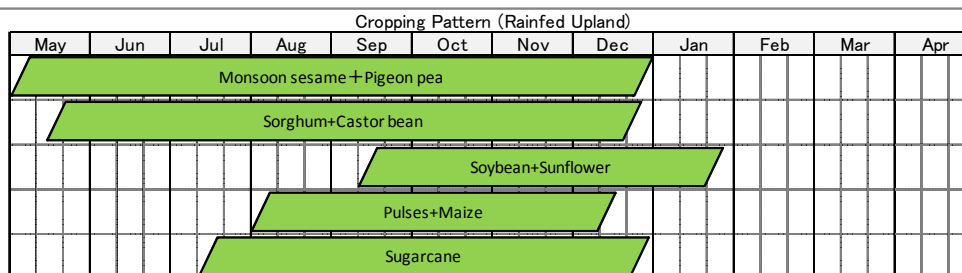 Cropping Pattern (Rainfed Upland)
May Jun Jul Aug Sep Oct Nov Dec Jan Feb Mar Apr
Monsoon sesame＋Pigeon pea
Sorghum+Castor bean
Soybean+Sunflower
Pulses+Maize
Sugarcane